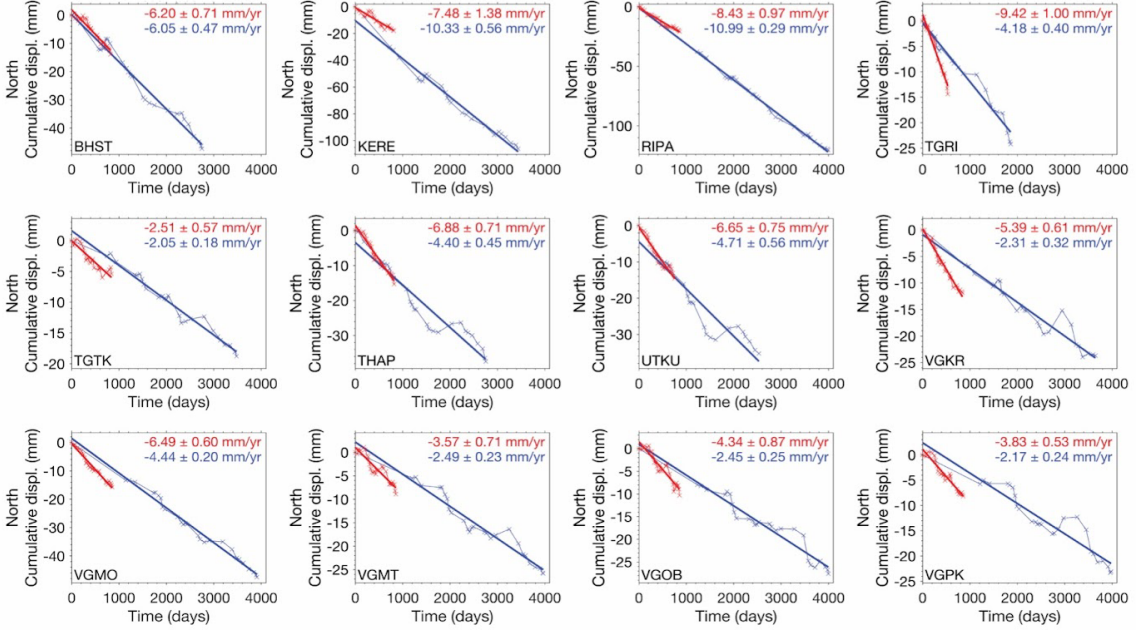 -6.20 ± 0.71 mm/yr
-6.05 ± 0.47 mm/yr
North
Cumulative displ. (mm)
0
-10
-20
-30
-40
BHST
0 1000 2000 3000 4000
Time (days)
-7.48 ± 1.38 mm/yr
-10.33 ± 0.56 mm/yr
North
Cumulative displ. (mm)
0
-20
-40
-60
-80
-100
KERE
0 1000 2000 3000 4000
Time (days)
-8.43 ± 0.97 mm/yr
-10.99 ± 0.29 mm/yr
North
Cumulative displ. (mm)
0
-50
-100
RIPA
0 1000 2000 3000 4000
Time (days)
-9.42 ± 1.00 mm/yr
-4.18 ± 0.40 mm/yr
North
Cumulative displ. (mm)
0
-5
-10
-15
-20
-25
TGRI
0 1000 2000 3000 4000
Time (days)
-2.51 ± 0.57 mm/yr
-2.05 ± 0.18 mm/yr
North
Cumulative displ. (mm)
0
-5
-10
-15
-20
TGTK
0 1000 2000 3000 4000
Time (days)
-6.88 ± 0.71 mm/yr
-4.40 ± 0.45 mm/yr
North
Cumulative displ. (mm)
0
-10
-20
-30
THAP
0 1000 2000 3000 4000
Time (days)
-6.65 ± 0.75 mm/yr
-4.71 ± 0.56 mm/yr
North
Cumulative displ. (mm)
0
-10
-20
-30
UTKU
0 1000 2000 3000 4000
Time (days)
-5.39 ± 0.61 mm/yr
-2.31 ± 0.32 mm/yr
North
Cumulative displ. (mm)
0
-5
-10
-15
-20
-25
VGKR
0 1000 2000 3000 4000
Time (days)
-6.49 ± 0.60 mm/yr
-4.44 ± 0.20 mm/yr
North
Cumulative displ. (mm)
0
-10
-20
-30
-40
VGMO
0 1000 2000 3000 4000
Time (days)
-3.57 ± 0.71 mm/yr
-2.49 ± 0.23 mm/yr
North
Cumulative displ. (mm)
0
-5
-10
-15
-20
-25
VGMT
0 1000 2000 3000 4000
Time (days)
-4.34 ± 0.87 mm/yr
-2.45 ± 0.25 mm/yr
North
Cumulative displ. (mm)
0
-5
-10
-15
-20
-25
VGOB
0 1000 2000 3000 4000
Time (days)
-3.83 ± 0.53 mm/yr
-2.17 ± 0.24 mm/yr
North
Cumulative displ. (mm)
0
-5
-10
-15
-20
-25
VGPK
0 1000 2000 3000 4000
Time (days)